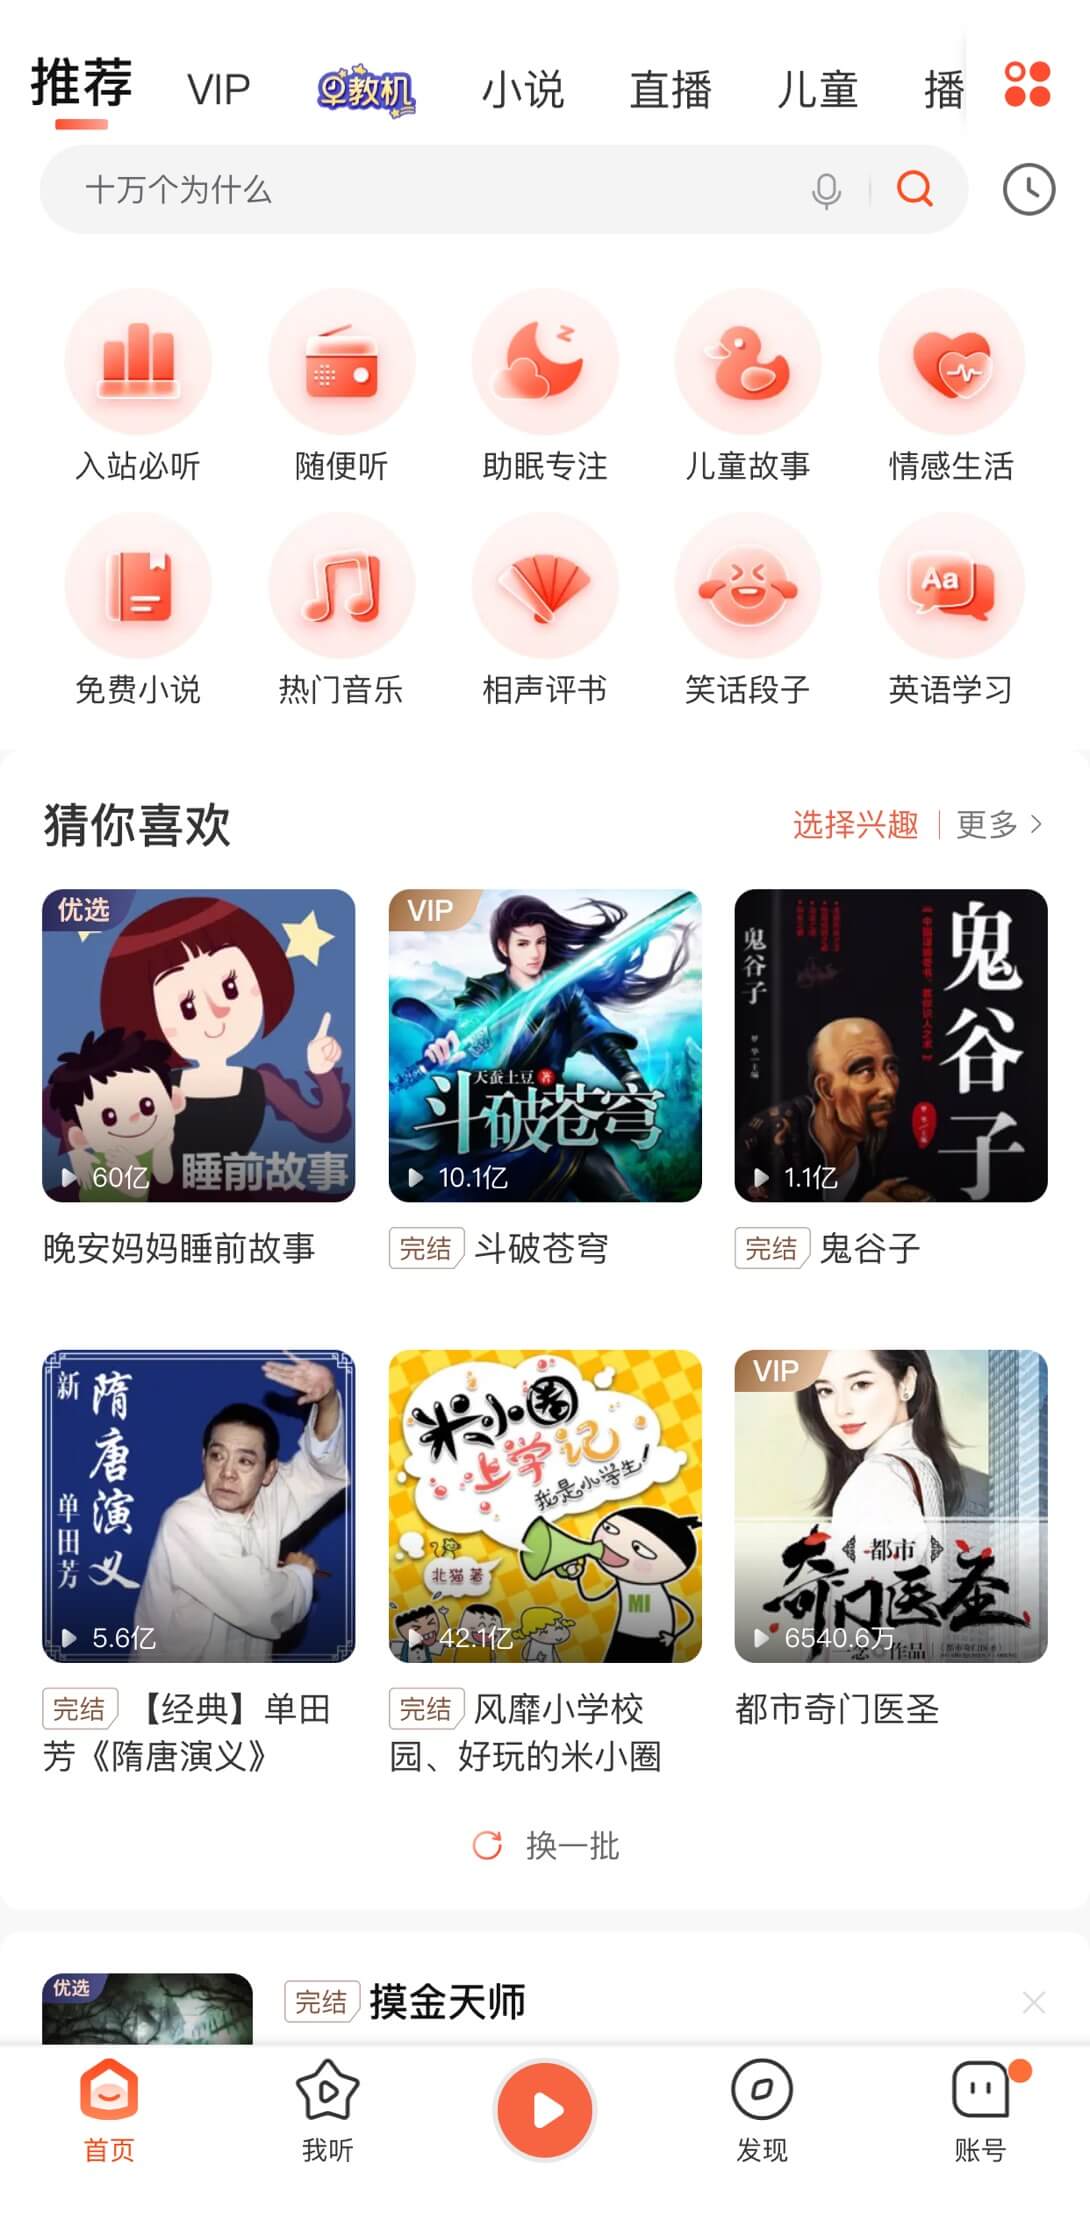 推荐 VIP 早教机 小说 直播 儿童 播
十万个为什么
入站必听 随便听 助眠专注 儿童故事 情感生活
Aa
免费小说 热门音乐 相声评书 笑话段子 英语学习
猜你喜欢 选择兴趣 更多
优选
睡前故事
60亿
晚安妈妈睡前故事
VIP
天蚕土豆 著
斗破苍穹
10.1亿
完结 斗破苍穹
鬼谷子
鬼谷子
1.1亿
完结 鬼谷子
新
隋唐演义
单田芳
5.6亿
完结 【经典】单田
芳《隋唐演义》
米小圈
上学记
我是小学生!
北猫 著
MI
42.1亿
完结 风靡小学校
园、好玩的米小圈
VIP
都市
奇门医圣
6540.6万
作品
都市奇门医圣
换一批
优选
完结 摸金天师
首页 我听 发现 账号